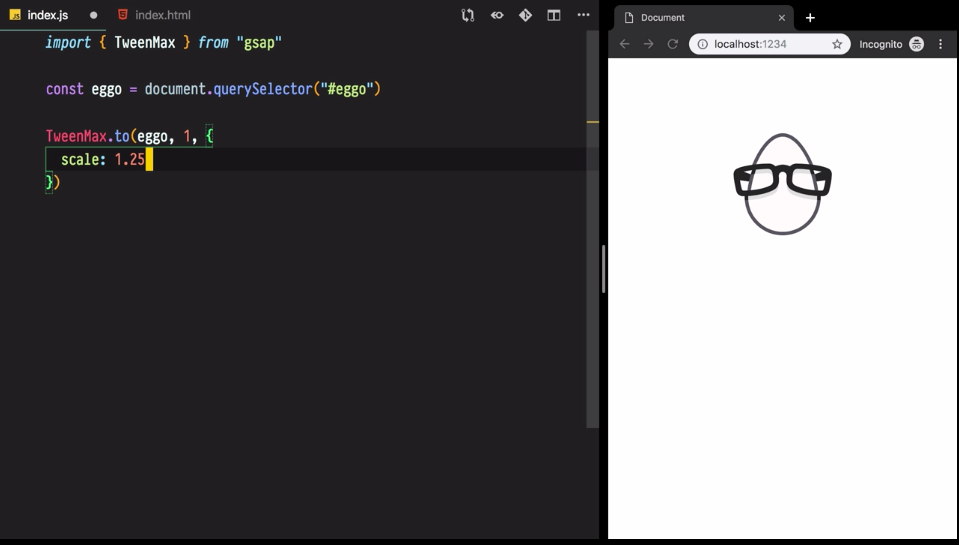 JS index.js
index.html
import { TweenMax } from "gsap"
const eggo = document.querySelector("#eggo")
TweenMax.to(eggo, 1, {
scale: 1.25
})
Document
localhost:1234
Incognito